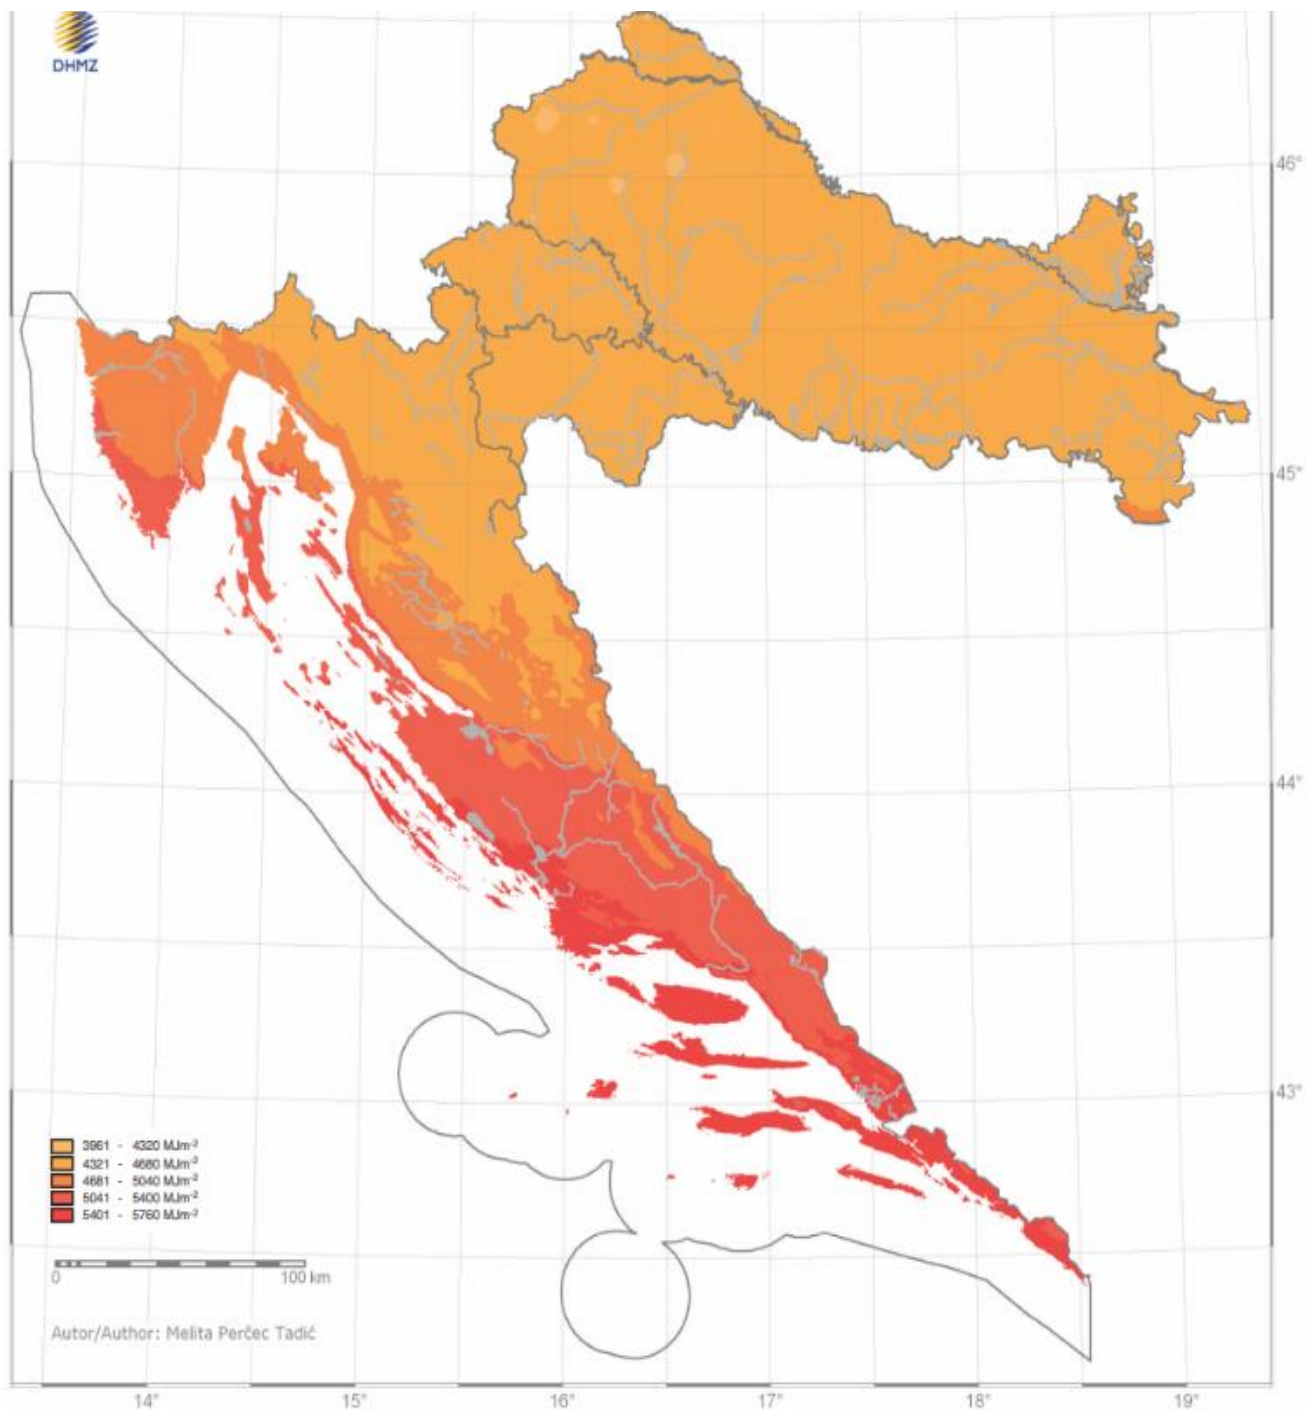 DHMZ
46°
45°
44°
43°
3961 - 4320 MJm⁻²
4321 - 4680 MJm⁻²
4681 - 5040 MJm⁻²
5041 - 5400 MJm⁻²
5401 - 5760 MJm⁻²
0 100 km
Autor/Author: Melita Perčec Tadić
14° 15° 16° 17° 18° 19°